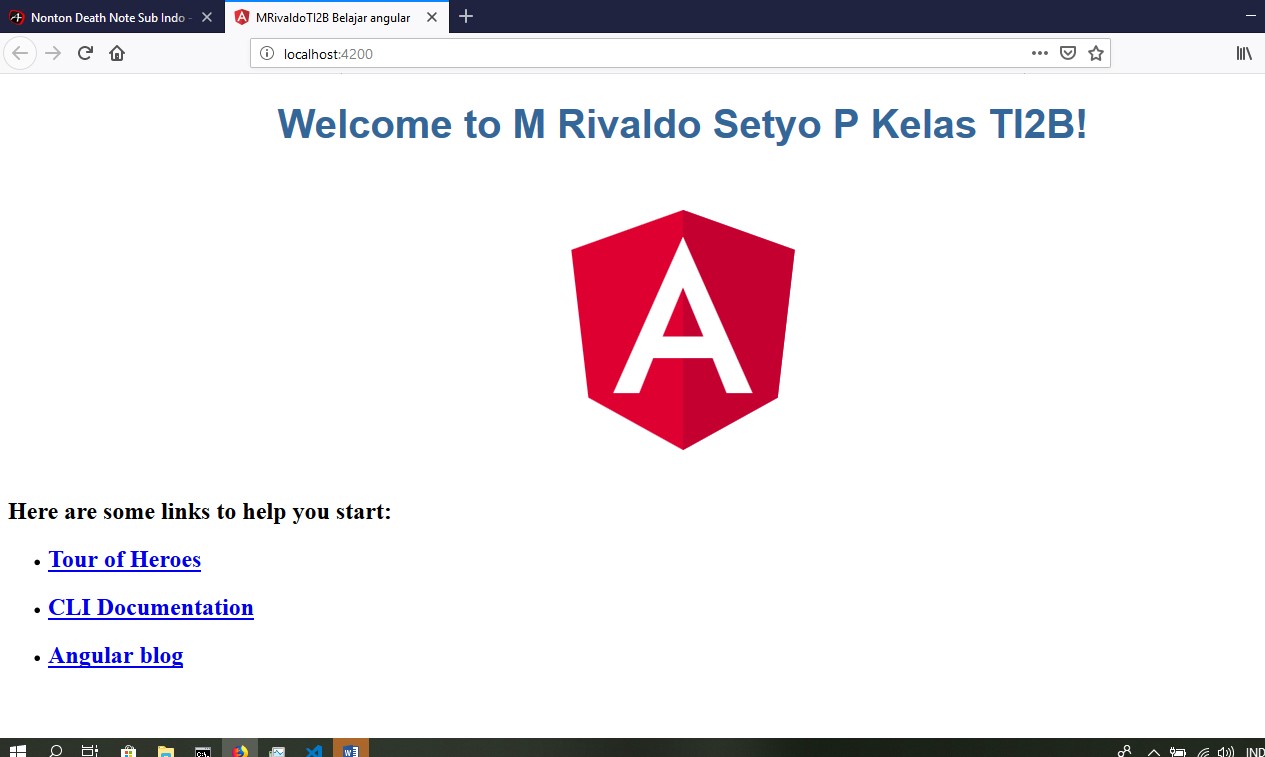 Nonton Death Note Sub Indo -
MRivaldoTI2B Belajar angular
localhost:4200
Welcome to M Rivaldo Setyo P Kelas TI2B!
A
Here are some links to help you start:
• Tour of Heroes
• CLI Documentation
• Angular blog
IND